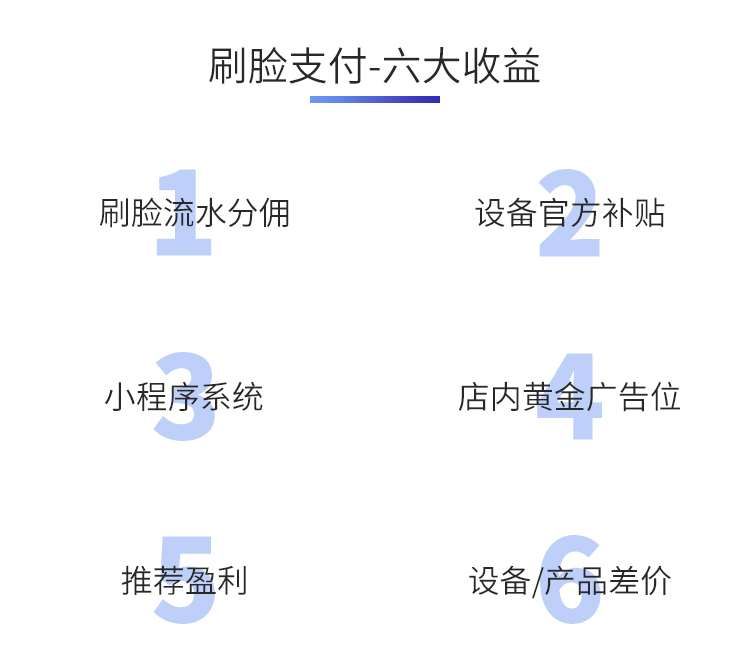 刷脸支付-六大收益
1
刷脸流水分佣
2
设备官方补贴
3
小程序系统
4
店内黄金广告位
5
推荐盈利
6
设备/产品差价